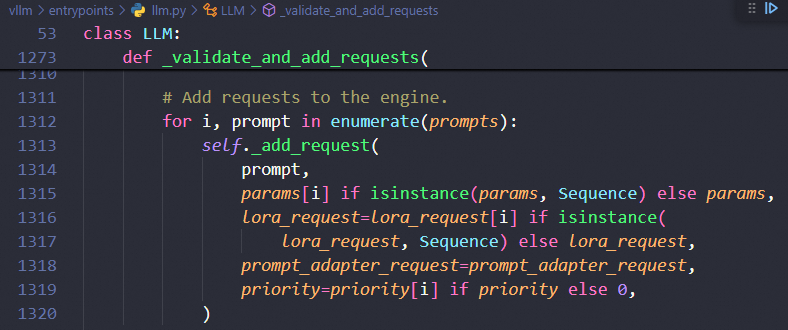 vllm > entrypoints > llm.py > LLM > _validate_and_add_requests
53 class LLM:
1273     def _validate_and_add_requests(
1310
1311         # Add requests to the engine.
1312         for i, prompt in enumerate(prompts):
1313             self._add_request(
1314                 prompt,
1315                 params[i] if isinstance(params, Sequence) else params,
1316                 lora_request=lora_request[i] if isinstance(
1317                     lora_request, Sequence) else lora_request,
1318                 prompt_adapter_request=prompt_adapter_request,
1319                 priority=priority[i] if priority else 0,
1320             )